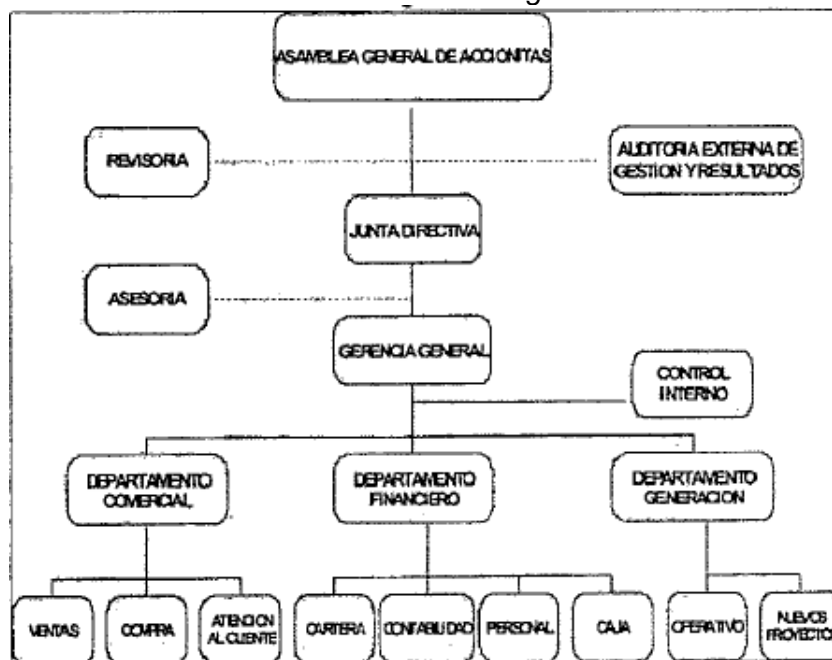 ASAMBLEA GENERAL DE ACCIONITAS
REVISORIA
AUDITORIA EXTERNA DE
GESTION Y RESULTADOS
JUNTA DIRECTIVA
ASESORIA
GERENCIA GENERAL
CONTROL
INTERNO
DEPARTAMENTO
COMERCIAL
DEPARTAMENTO
FINANCIERO
DEPARTAMENTO
GENERACION
VENTAS
COMPRA
ATENCION
AL CLIENTE
CARTERA
CONTABILIDAD
PERSONAL
CAJA
OPERATIVO
NUEVOS
PROYECTO